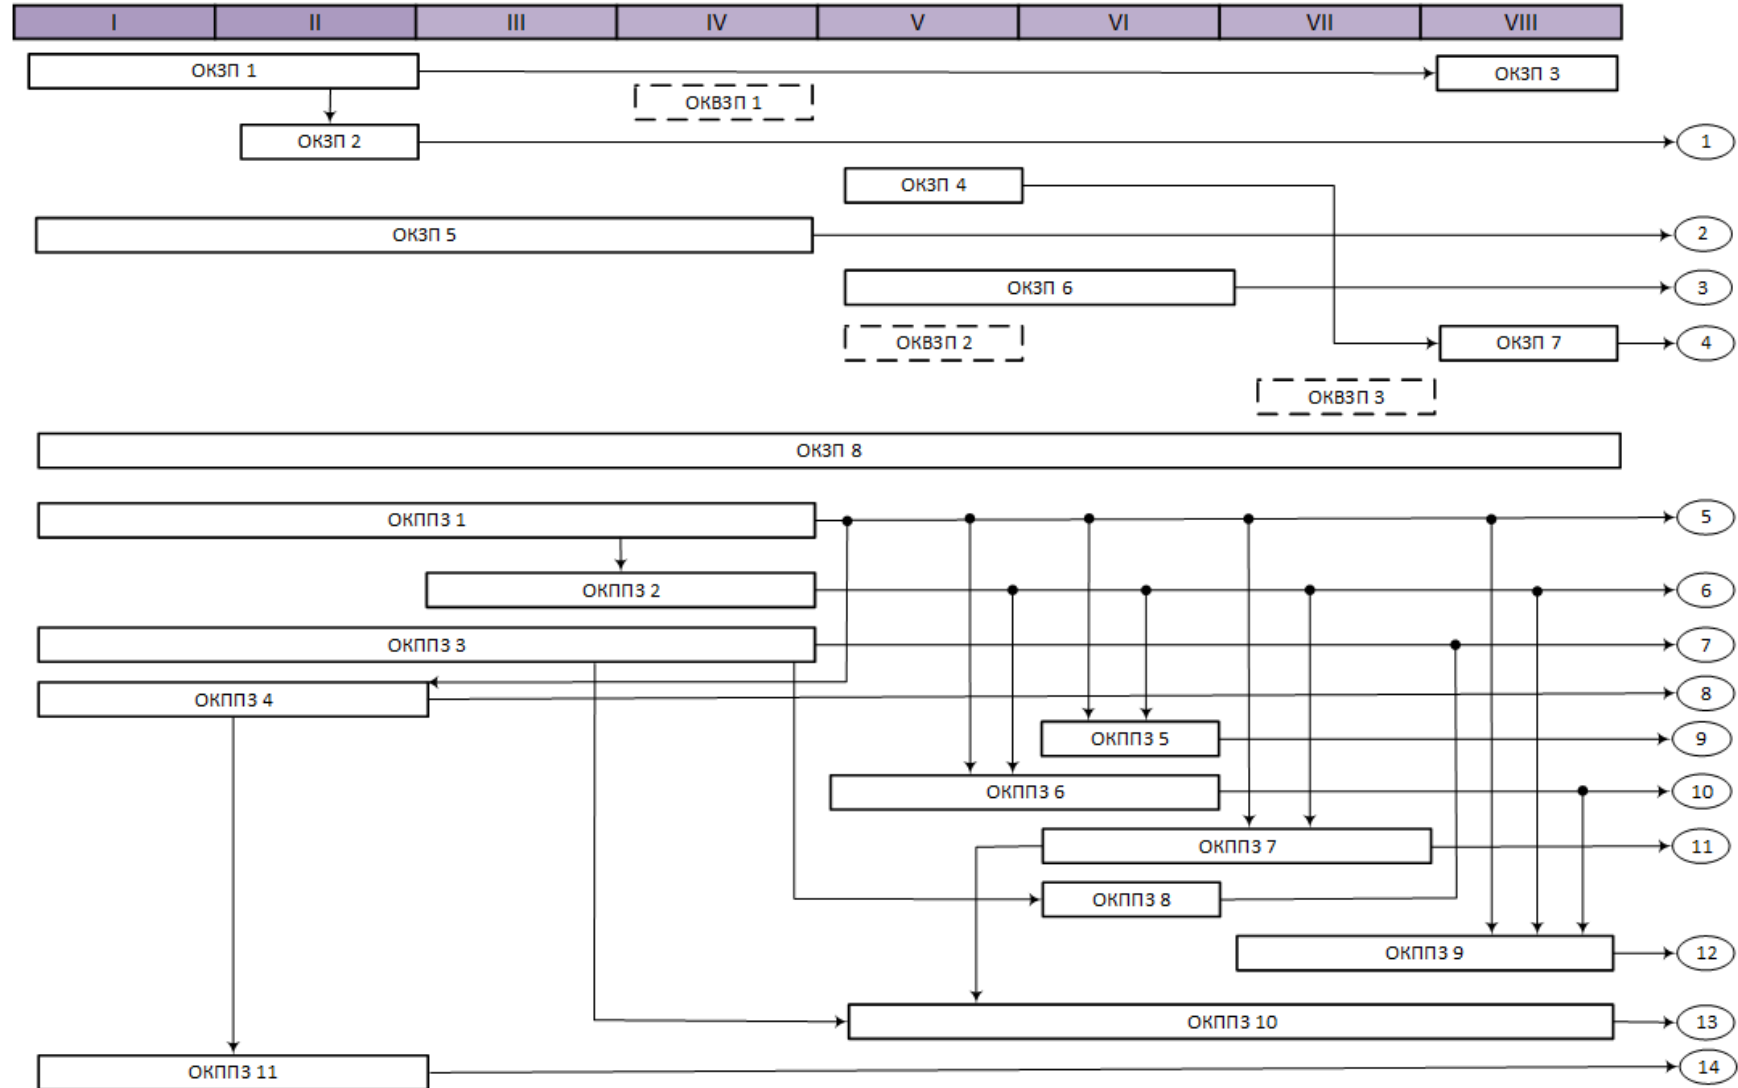 I II III IV V VI VII VIII
ОКЗП 1
ОКЗП 3
ОКВЗП 1
ОКЗП 2
1
ОКЗП 4
ОКЗП 5
2
ОКЗП 6
3
ОКВЗП 2
ОКЗП 7
4
ОКВЗП 3
ОКЗП 8
ОКППЗ 1
5
ОКППЗ 2
6
ОКППЗ 3
7
ОКППЗ 4
8
ОКППЗ 5
9
ОКППЗ 6
10
ОКППЗ 7
11
ОКППЗ 8
ОКППЗ 9
12
ОКППЗ 10
13
ОКППЗ 11
14